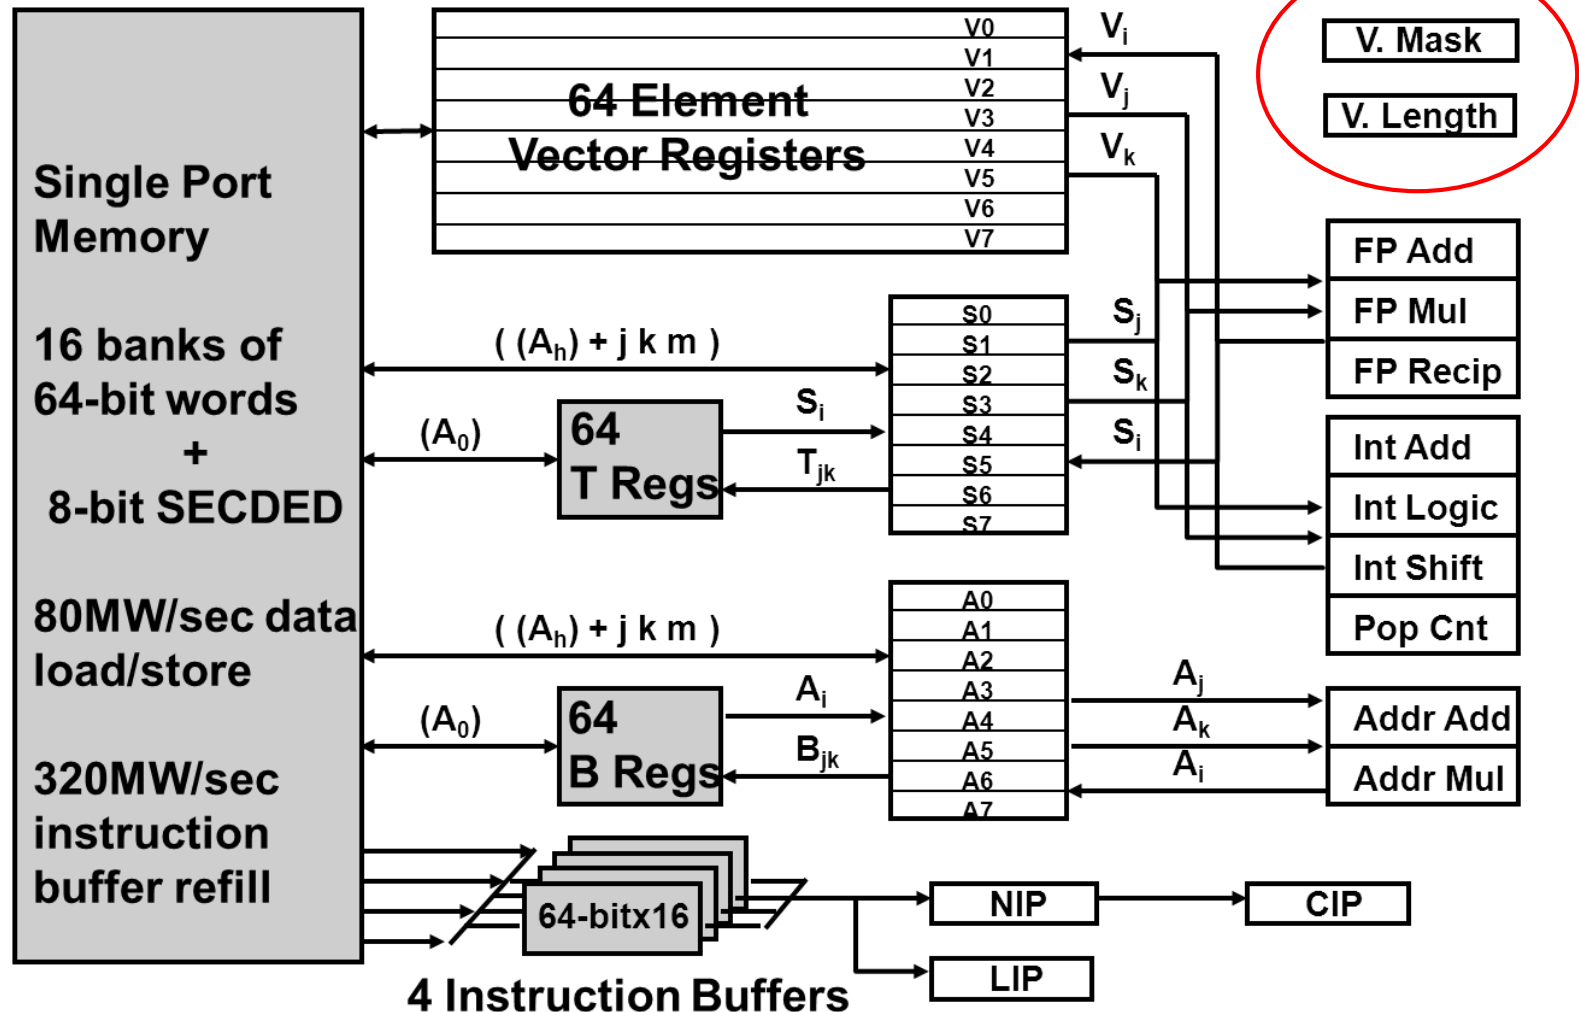 Single Port
Memory
16 banks of
64-bit words
+
8-bit SECDED
80MW/sec data
load/store
320MW/sec
instruction
buffer refill
V0
V1
V2
V3
V4
V5
V6
V7
64 Element
Vector Registers
Vi
Vj
Vk
V. Mask
V. Length
FP Add
FP Mul
FP Recip
Int Add
Int Logic
Int Shift
Pop Cnt
( (Ah) + j k m )
(A0)
64
T Regs
Si
Tjk
S0
S1
S2
S3
S4
S5
S6
S7
Sj
Sk
Si
( (Ah) + j k m )
(A0)
64
B Regs
Ai
Bjk
A0
A1
A2
A3
A4
A5
A6
A7
Aj
Ak
Ai
Addr Add
Addr Mul
64-bitx16
4 Instruction Buffers
NIP
CIP
LIP